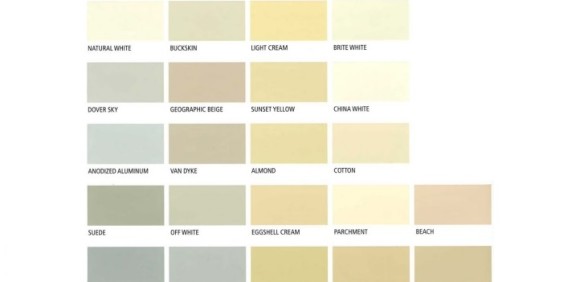 NATURAL WHITE BUCKSKIN LIGHT CREAM BRITE WHITE
DOVER SKY GEOGRAPHIC BEIGE SUNSET YELLOW CHINA WHITE
ANODIZED ALUMINUM VAN DYKE ALMOND COTTON
SUEDE OFF WHITE EGGSHELL CREAM PARCHMENT BEACH